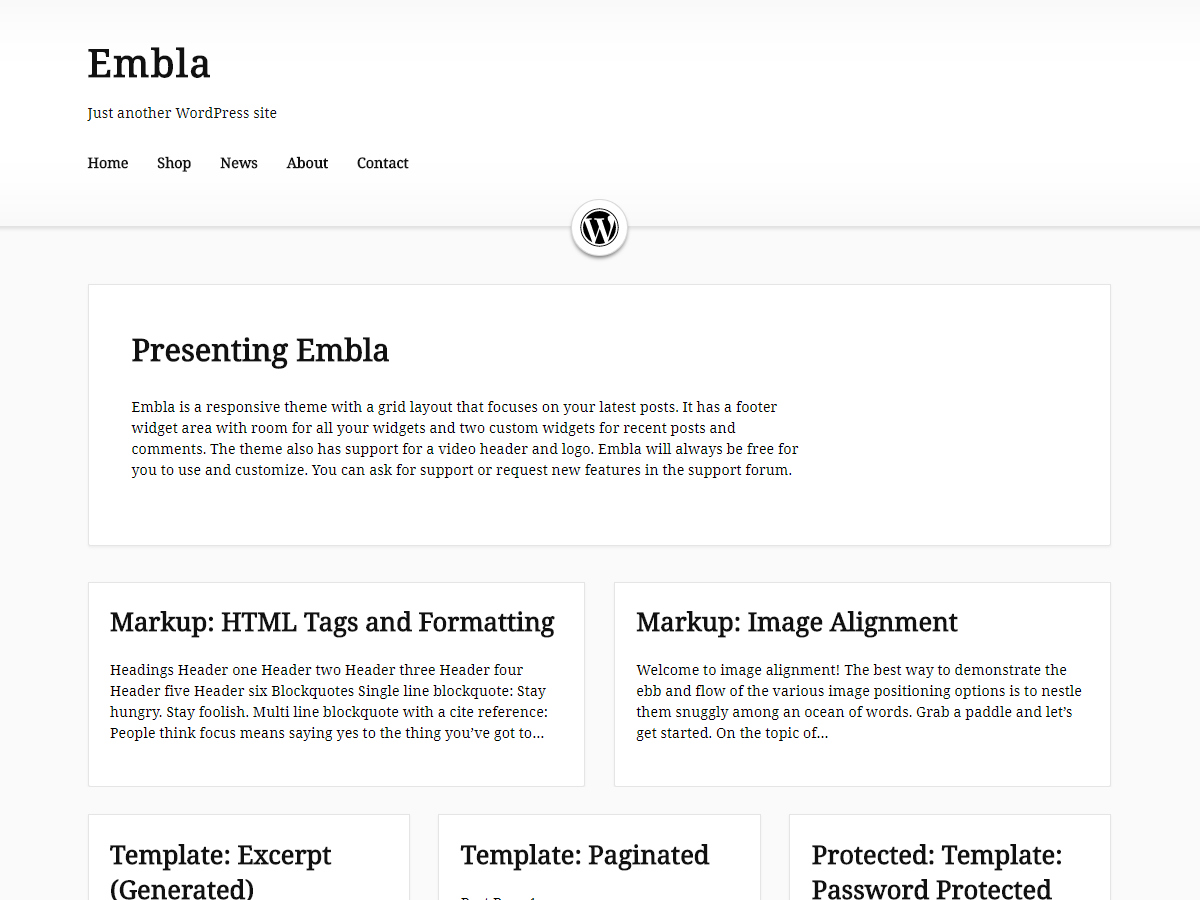 Embla
Just another WordPress site
Home Shop News About Contact
Presenting Embla
Embla is a responsive theme with a grid layout that focuses on your latest posts. It has a footer
widget area with room for all your widgets and two custom widgets for recent posts and
comments. The theme also has support for a video header and logo. Embla will always be free for
you to use and customize. You can ask for support or request new features in the support forum.
Markup: HTML Tags and Formatting
Headings Header one Header two Header three Header four
Header five Header six Blockquotes Single line blockquote: Stay
hungry. Stay foolish. Multi line blockquote with a cite reference:
People think focus means saying yes to the thing you’ve got to…
Markup: Image Alignment
Welcome to image alignment! The best way to demonstrate the
ebb and flow of the various image positioning options is to nestle
them snuggly among an ocean of words. Grab a paddle and let’s
get started. On the topic of…
Template: Excerpt
(Generated)
Template: Paginated
Protected: Template:
Password Protected